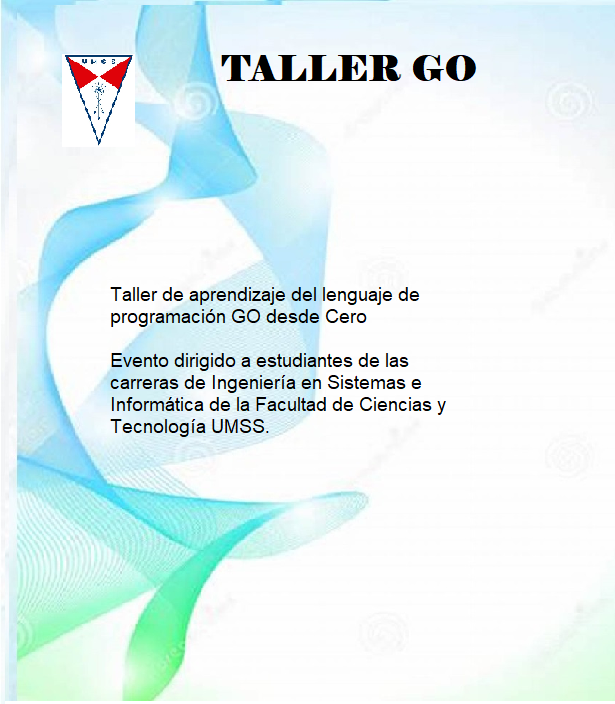 TALLER GO
Taller de aprendizaje del lenguaje de
programación GO desde Cero
Evento dirigido a estudiantes de las
carreras de Ingeniería en Sistemas e
Informática de la Facultad de Ciencias y
Tecnología UMSS.